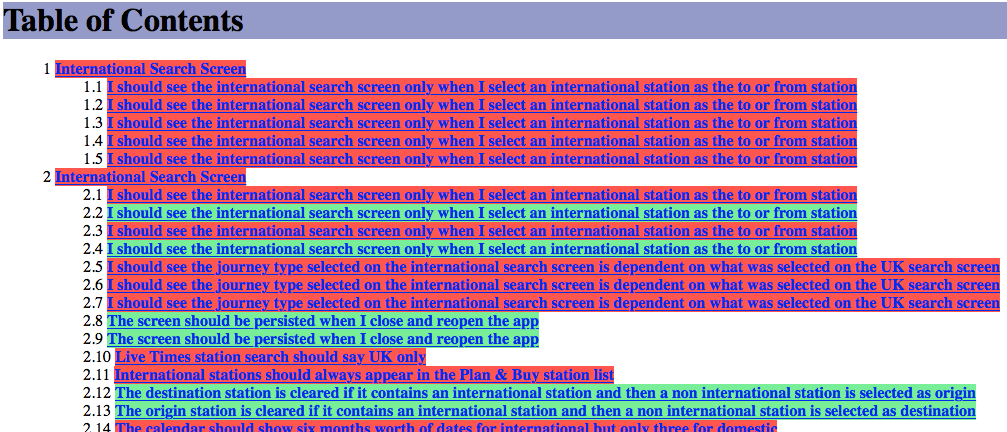 Table of Contents
1 International Search Screen
1.1 I should see the international search screen only when I select an international station as the to or from station
1.2 I should see the international search screen only when I select an international station as the to or from station
1.3 I should see the international search screen only when I select an international station as the to or from station
1.4 I should see the international search screen only when I select an international station as the to or from station
1.5 I should see the international search screen only when I select an international station as the to or from station
2 International Search Screen
2.1 I should see the international search screen only when I select an international station as the to or from station
2.2 I should see the international search screen only when I select an international station as the to or from station
2.3 I should see the international search screen only when I select an international station as the to or from station
2.4 I should see the international search screen only when I select an international station as the to or from station
2.5 I should see the journey type selected on the international search screen is dependent on what was selected on the UK search screen
2.6 I should see the journey type selected on the international search screen is dependent on what was selected on the UK search screen
2.7 I should see the journey type selected on the international search screen is dependent on what was selected on the UK search screen
2.8 The screen should be persisted when I close and reopen the app
2.9 The screen should be persisted when I close and reopen the app
2.10 Live Times station search should say UK only
2.11 International stations should always appear in the Plan & Buy station list
2.12 The destination station is cleared if it contains an international station and then a non international station is selected as origin
2.13 The origin station is cleared if it contains an international station and then a non international station is selected as destination
2.14 The calendar should show six months worth of dates for international but only three for domestic